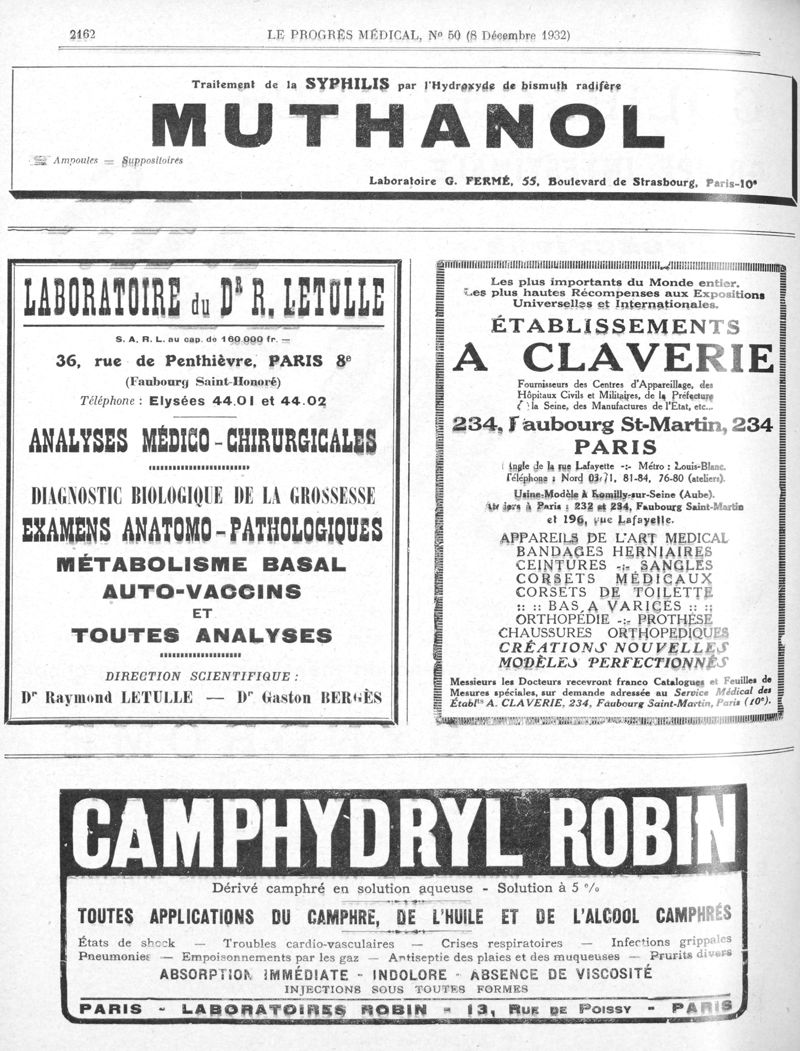 2162
LE PROGRÈS MÉDICAL, No 50 (8 Décembre 1932)
Traitement de la SYPHILIS par l'Hydroxyde de bismuth radifère
MUTHANOL
Ampoules = Suppositoires
Laboratoire G. FERMÉ, 55, Boulevard de Strasbourg, Paris-10e
LABORATOIRE du Dr R. LETULLE
S. A. R. L. au cap. de 160.000 fr. =
36, rue de Penthièvre, PARIS 8e
(Faubourg Saint-Honoré)
Téléphone : Elysées 44.01 et 44.02
ANALYSES MÉDICO-CHIRURGICALES
DIAGNOSTIC BIOLOGIQUE DE LA GROSSESSE
EXAMENS ANATOMO-PATHOLOGIQUES
MÉTABOLISME BASAL
AUTO-VACCINS
ET
TOUTES ANALYSES
DIRECTION SCIENTIFIQUE :
Dr Raymond LETULLE — Dr Gaston BERGÈS
Les plus importants du Monde entier.
Les plus hautes Récompenses aux Expositions
Universelles et Internationales.
ÉTABLISSEMENTS
A CLAVERIE
Fournisseurs des Centres d'Appareillage, des
Hôpitaux Civils et Militaires, de la Préfecture
la Seine, des Manufactures de l'État, etc...
234, Faubourg St-Martin, 234
PARIS
Angle de la rue Lafayette -:- Métro : Louis-Blanc.
Téléphone : Nord 03/71, 81-84, 76-80 (ateliers).
Usine-Modèle à Romilly-sur-Seine (Aube).
à Paris : 232 et 234, Faubourg Saint-Martin
et 196, rue Lafayette.
APPAREILS DE L'ART MEDICAL
BANDAGES HERNIAIRES
CEINTURES -:- SANGLES
CORSETS MÉDICAUX
CORSETS DE TOILETTE
:: :: BAS A VARICES :: ::
ORTHOPÉDIE -:- PROTHÈSE
CHAUSSURES ORTHOPEDIQUES
CRÉATIONS NOUVELLES
MODÈLES PERFECTIONNÉS
Messieurs les Docteurs recevront franco Catalogues et Feuilles de
Mesures spéciales, sur demande adressée au Service Médical des
Établts A. CLAVERIE, 234, Faubourg Saint-Martin, Paris (10e).
CAMPHYDRYL ROBIN
Dérivé camphré en solution aqueuse - Solution à 5 %
TOUTES APPLICATIONS DU CAMPHRE, DE L'HUILE ET DE L'ALCOOL CAMPHRÉS
États de shock — Troubles cardio-vasculaires — Crises respiratoires — Infections grippales
Pneumonies — Empoisonnements par les gaz — Antiseptie des plaies et des muqueuses — Prurits divers
ABSORPTION IMMÉDIATE - INDOLORE - ABSENCE DE VISCOSITÉ
INJECTIONS SOUS TOUTES FORMES
PARIS - LABORATOIRES ROBIN - 13, RUE DE POISSY - PARIS